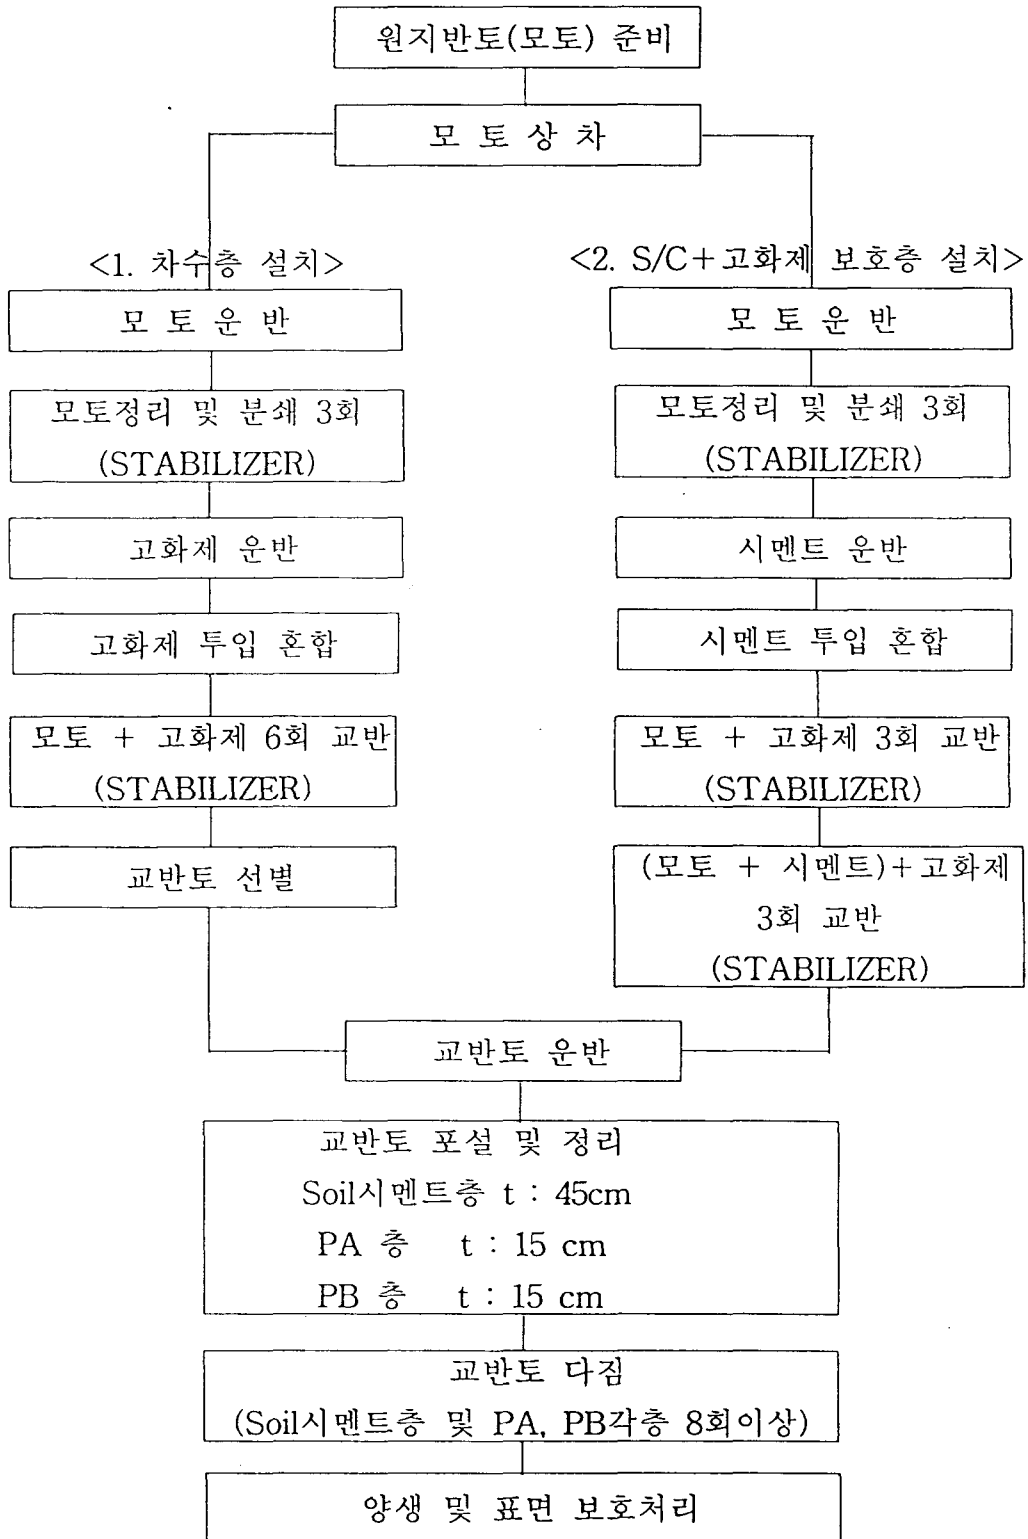 원지반토(모토) 준비
모 토 상 차
<1. 차수층 설치>
모 토 운 반
모토정리 및 분쇄 3회
(STABILIZER)
고화제 운반
고화제 투입 혼합
모토 + 고화제 6회 교반
(STABILIZER)
교반토 선별
<2. S/C+고화제 보호층 설치>
모 토 운 반
모토정리 및 분쇄 3회
(STABILIZER)
시멘트 운반
시멘트 투입 혼합
모토 + 고화제 3회 교반
(STABILIZER)
(모토 + 시멘트)+고화제
3회 교반
(STABILIZER)
교반토 운반
교반토 포설 및 정리
Soil시멘트층 t : 45cm
PA 층 t : 15 cm
PB 층 t : 15 cm
교반토 다짐
(Soil시멘트층 및 PA, PB각층 8회이상)
양생 및 표면 보호처리